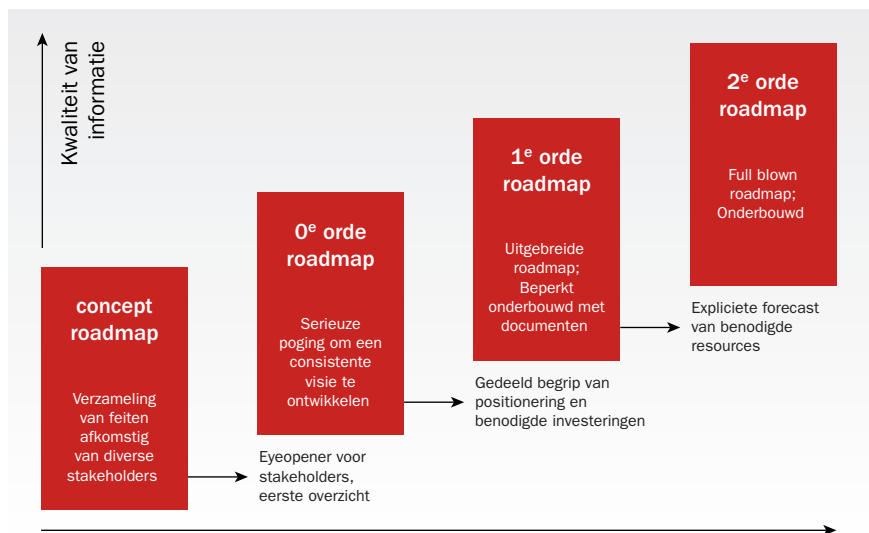 Kwaliteit van
informatie
concept
roadmap
Verzameling
van feiten
afkomstig
van diverse
stakeholders
Eyeopener voor
stakeholders,
eerste overzicht
0e orde
roadmap
Serieuze
poging om een
consistente
visie te
ontwikkelen
Gedeeld begrip van
positionering en
benodigde investeringen
1e orde
roadmap
Uitgebreide
roadmap;
Beperkt
onderbouwd met
documenten
Expliciete forecast
van benodigde
resources
2e orde
roadmap
Full blown
roadmap;
Onderbouwd